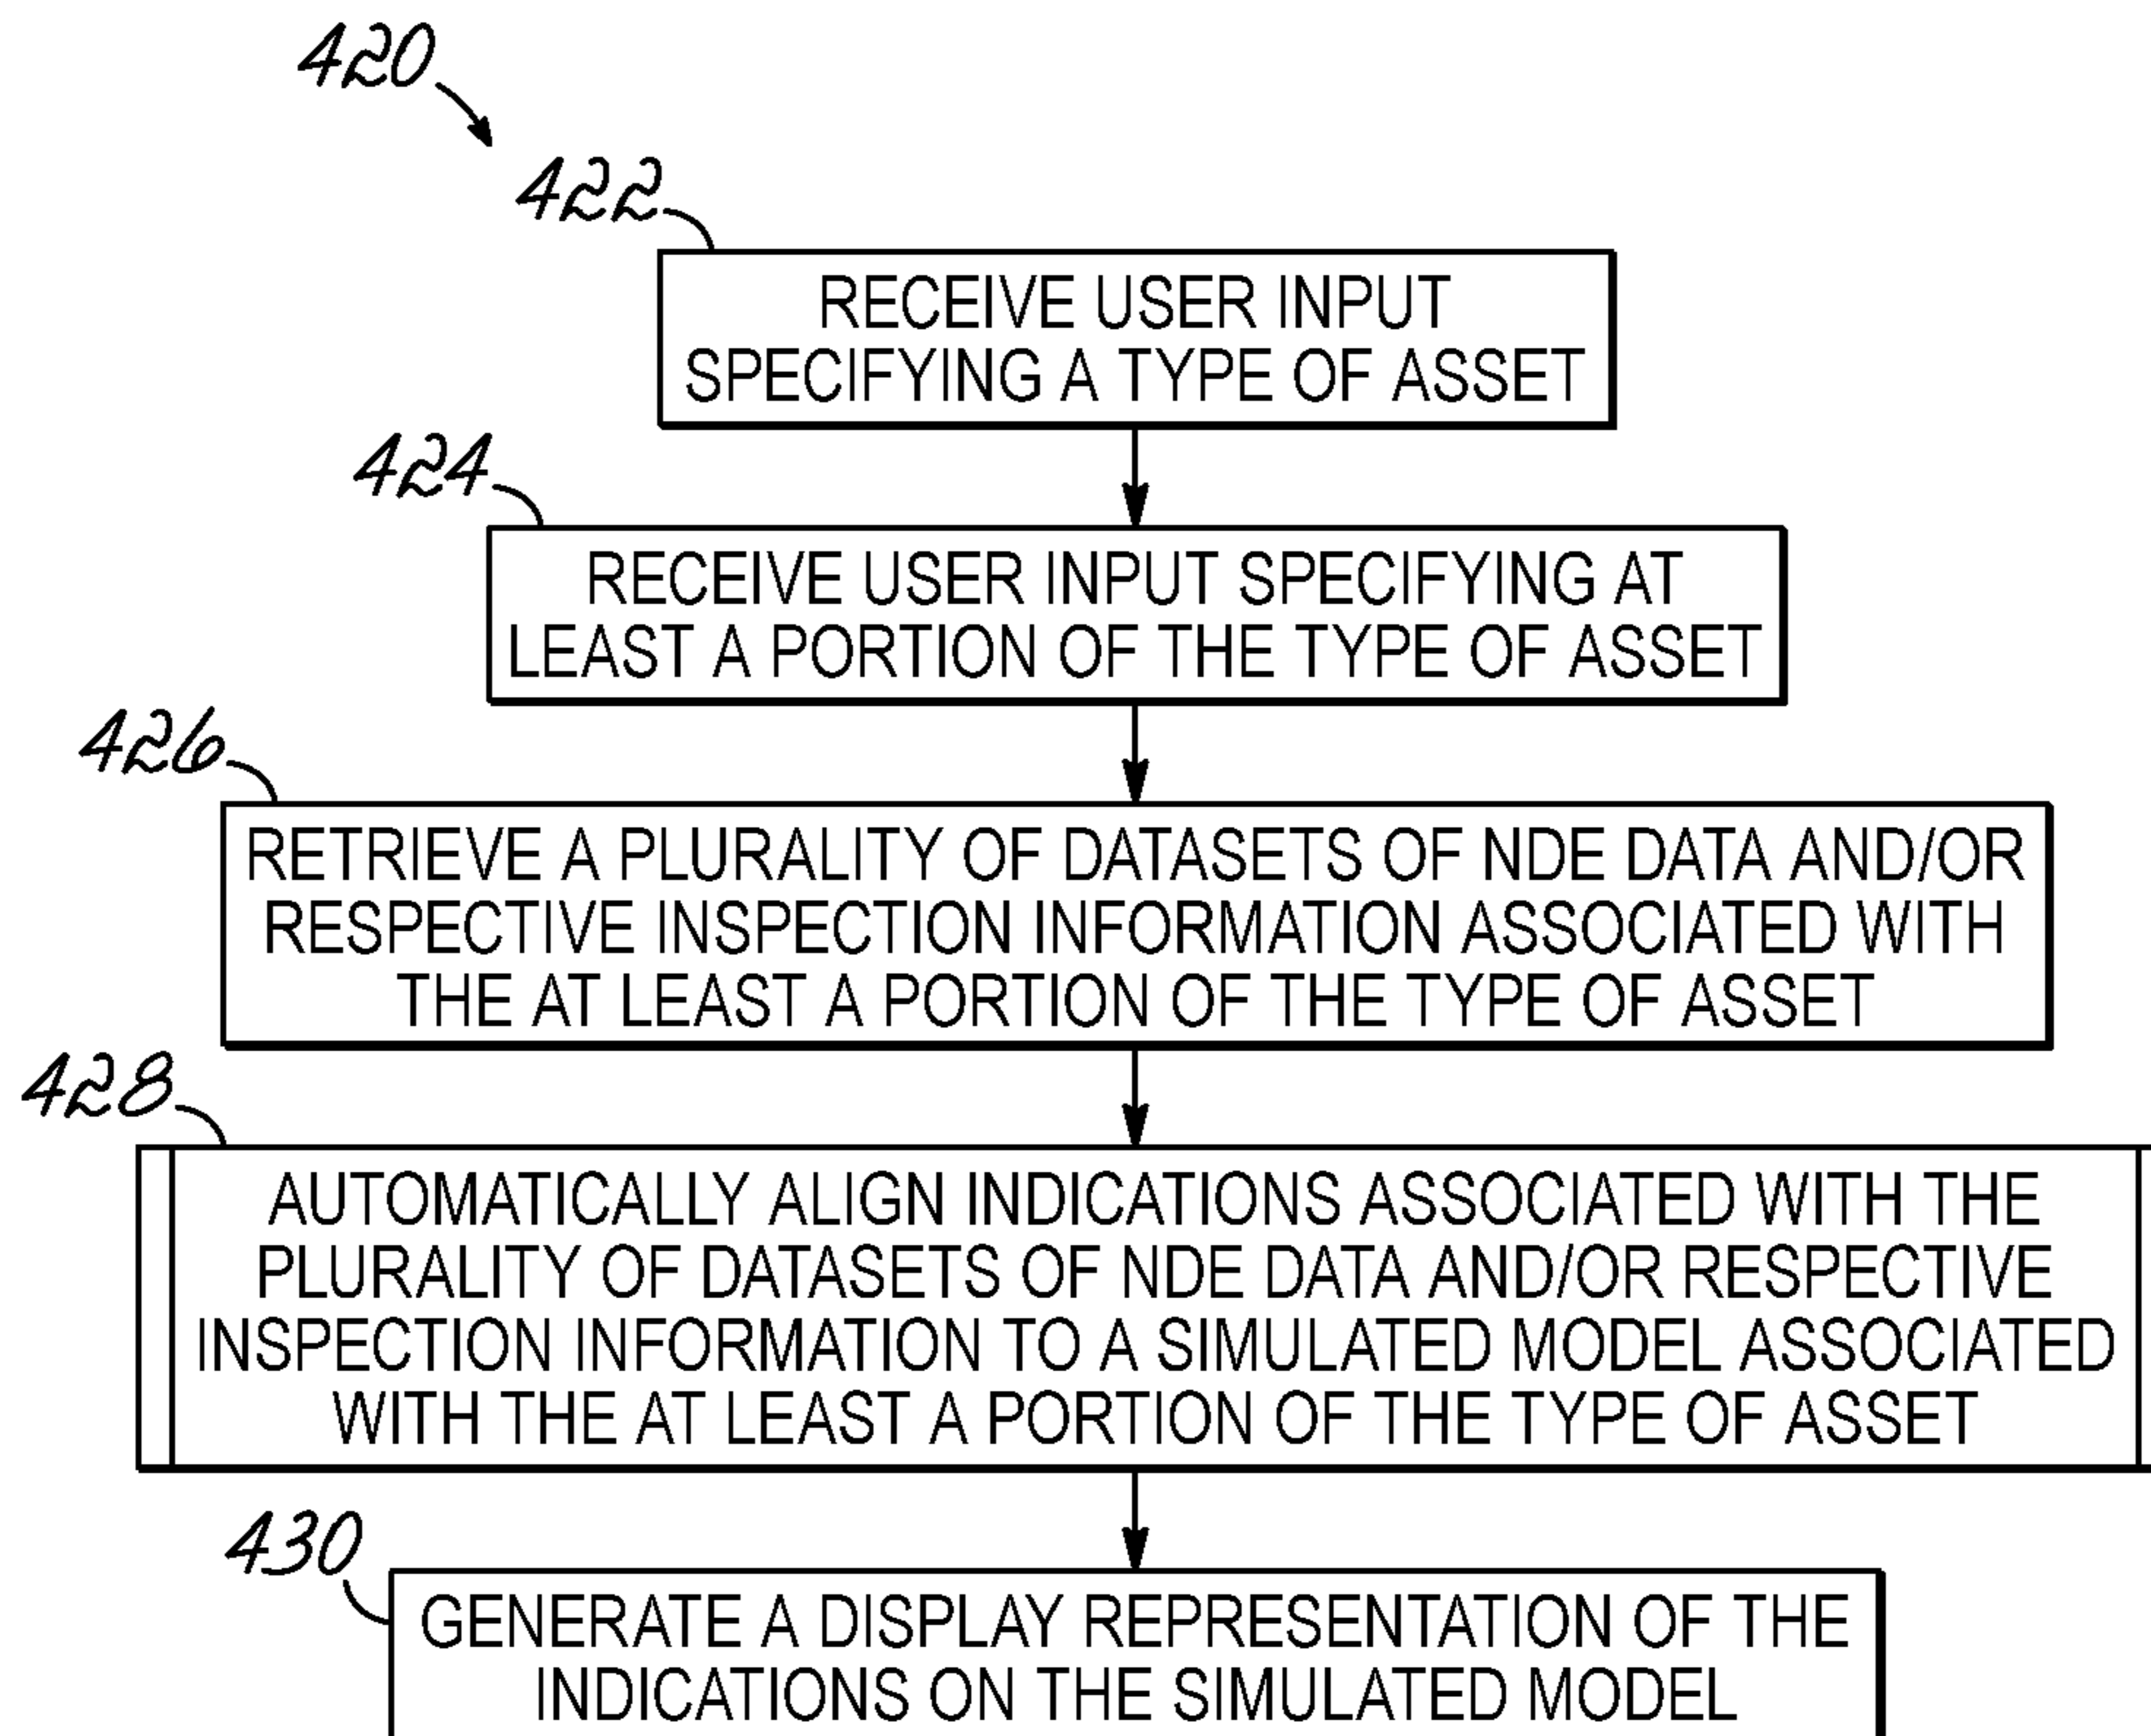 420
422
RECEIVE USER INPUT
SPECIFYING A TYPE OF ASSET
424
RECEIVE USER INPUT SPECIFYING AT
LEAST A PORTION OF THE TYPE OF ASSET
426
RETRIEVE A PLURALITY OF DATASETS OF NDE DATA AND/OR
RESPECTIVE INSPECTION INFORMATION ASSOCIATED WITH
THE AT LEAST A PORTION OF THE TYPE OF ASSET
428
AUTOMATICALLY ALIGN INDICATIONS ASSOCIATED WITH THE
PLURALITY OF DATASETS OF NDE DATA AND/OR RESPECTIVE
INSPECTION INFORMATION TO A SIMULATED MODEL ASSOCIATED
WITH THE AT LEAST A PORTION OF THE TYPE OF ASSET
430
GENERATE A DISPLAY REPRESENTATION OF THE
INDICATIONS ON THE SIMULATED MODEL